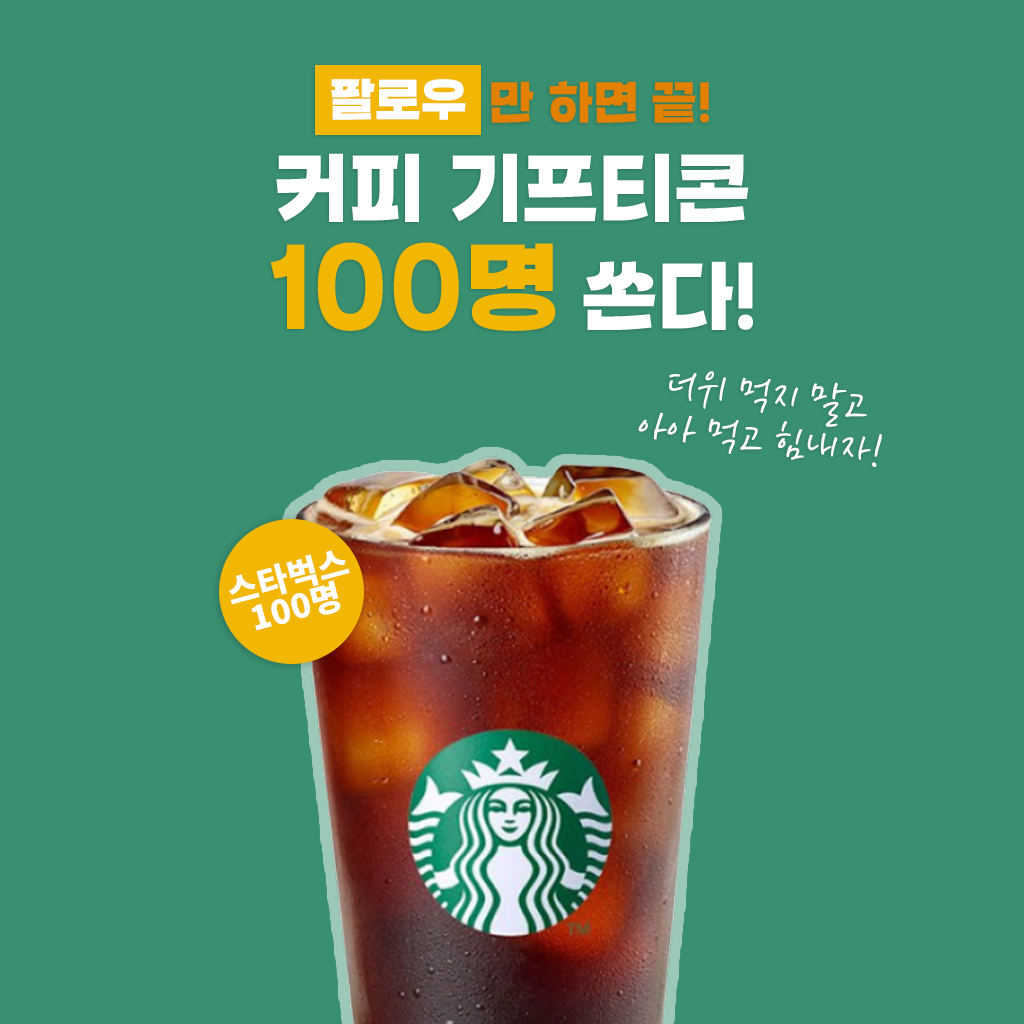 팔로우만 하면 끝!
커피 기프티콘
100명 쏜다!
더위 먹지 말고
아아 먹고 힘내자!
스타벅스
100명
TM